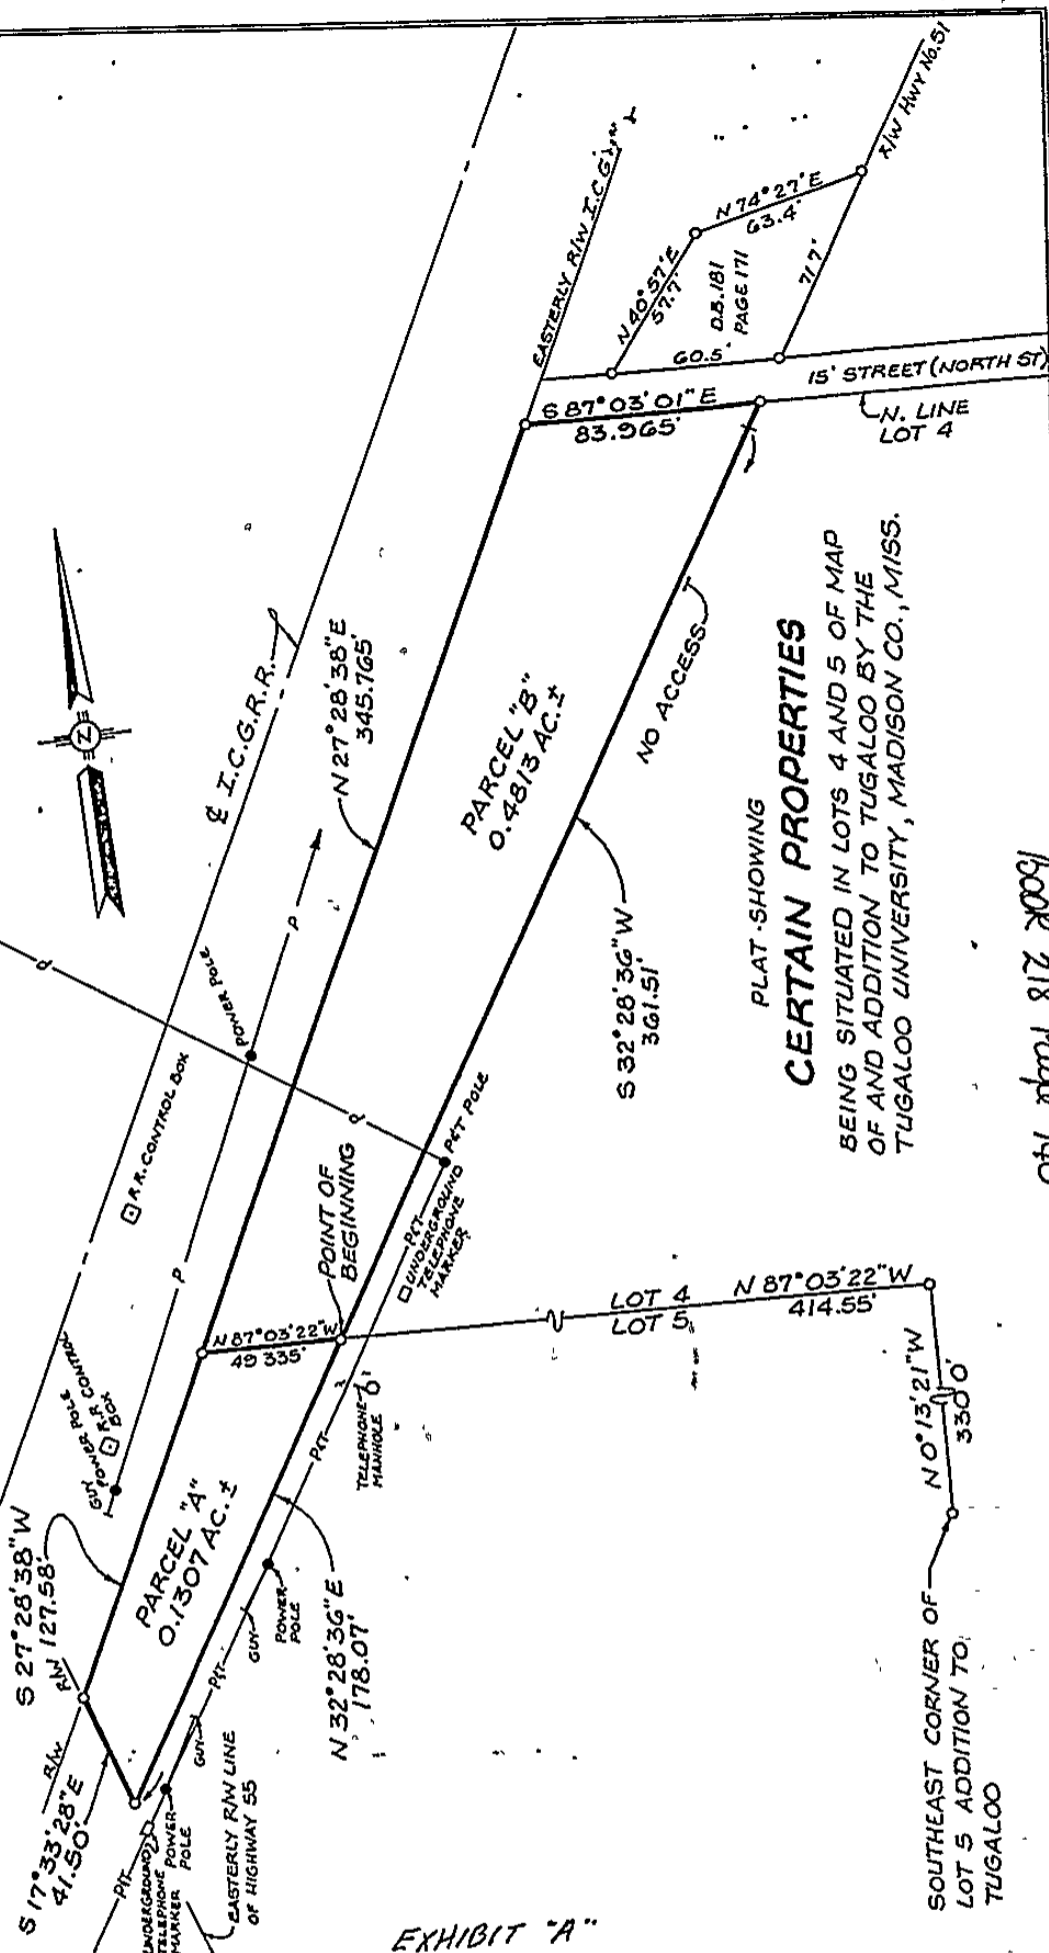 R/W HWY No.51
EASTERLY R/W I.C.G.
N 74°27'E
63.4'
N 40°57'E
57.7'
D.B. 181
PAGE 171
71.7'
60.5'
15' STREET (NORTH ST)
N. LINE
LOT 4
S 87°03'01"E
83.965'
N
℄ I.C.G.R.R.
N 27°28'38"E
345.765'
PARCEL "B"
0.4813 AC.±
NO ACCESS
S 32°28'36"W
361.51'
PLAT SHOWING
CERTAIN PROPERTIES
BEING SITUATED IN LOTS 4 AND 5 OF MAP
OF AND ADDITION TO TUGALOO BY THE
TUGALOO UNIVERSITY, MADISON CO., MISS.
BOOK 218 Page 140
P
P
P
P
POWER POLE
R.R. CONTROL BOX
POINT OF
BEGINNING
P&T POLE
P&T
UNDERGROUND
TELEPHONE
MARKER
N 87°03'22"W
49.335'
LOT 4
LOT 5
N 87°03'22"W
414.55'
N 0°13'21"W
330.0'
SOUTHEAST CORNER OF
LOT 5 ADDITION TO
TUGALOO
TELEPHONE
MANHOLE
GUY
POWER POLE
R.R. CONTROL
BOX
S 27°28'38"W
127.58'
R/W
PARCEL "A"
0.1307 AC.±
P&T
GUY
POWER
POLE
N 32°28'36"E
178.07'
P&T
GUY
R/W
S 17°33'28"E
41.50'
P&T
UNDERGROUND
TELEPHONE
MARKER
POWER
POLE
EASTERLY R/W LINE
OF HIGHWAY 55
EXHIBIT "A"